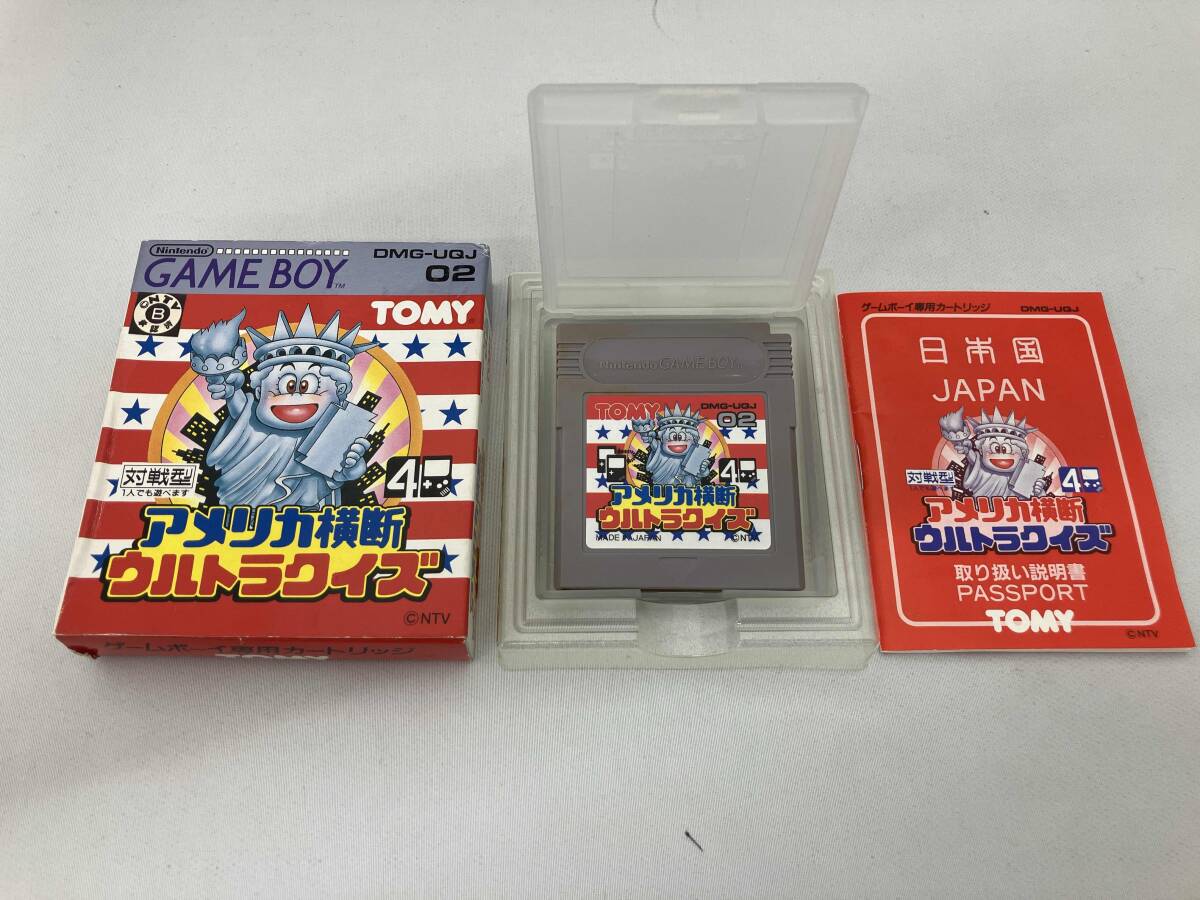 Nintendo
GAME BOY™
DMG-UQJ
02
NTV
B
TOMY
対戦型
1人でも遊べます
4
アメリカ横断
ウルトラクイズ
©NTV
ゲームボーイ専用カートリッジ
TOMY
Nintendo GAME BOY
TOMY
DMG-UQJ
02
4
アメリカ横断
ウルトラクイズ
MADE IN JAPAN
©NTV
ゲームボーイ専用カートリッジ
DMG-UQJ
日本国
JAPAN
対戦型
4
アメリカ横断
ウルトラクイズ
取り扱い説明書
PASSPORT
TOMY
©NTV